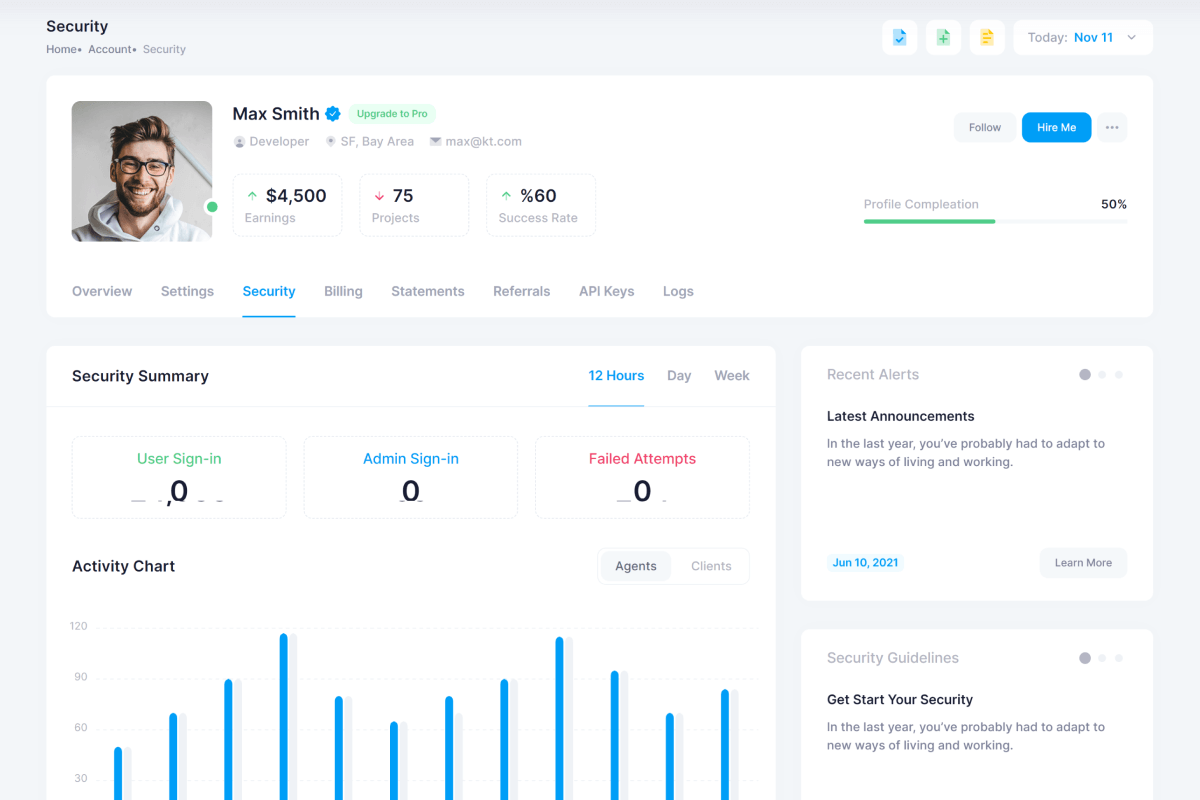 Security
Home• Account• Security
Today: Nov 11
Max Smith Upgrade to Pro
Developer SF, Bay Area max@kt.com
Follow Hire Me
$4,500 75 %60
Earnings Projects Success Rate
Profile Compleation 50%
Overview Settings Security Billing Statements Referrals API Keys Logs
Security Summary 12 Hours Day Week
User Sign-in Admin Sign-in Failed Attempts
0 0
Activity Chart Agents Clients
120
90
60
30
Recent Alerts
Latest Announcements
In the last year, you’ve probably had to adapt to
new ways of living and working.
Jun 10, 2021 Learn More
Security Guidelines
Get Start Your Security
In the last year, you’ve probably had to adapt to
new ways of living and working.